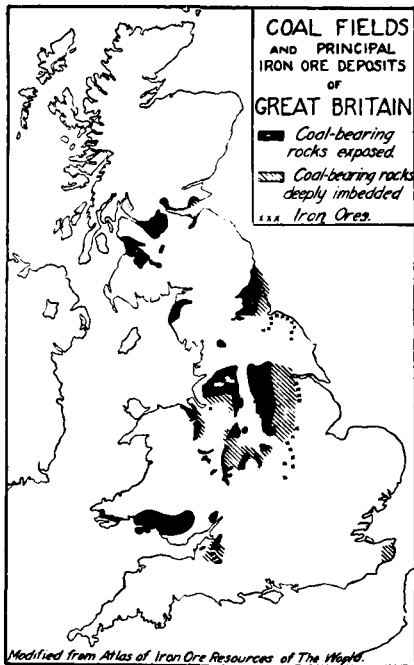 COAL FIELDS
AND PRINCIPAL
IRON ORE DEPOSITS
OF
GREAT BRITAIN
Coal-bearing
rocks exposed.
Coal-bearing rocks
deeply imbedded
xxx Iron Ores.
Modified from Atlas of Iron Ore Resources of The World.